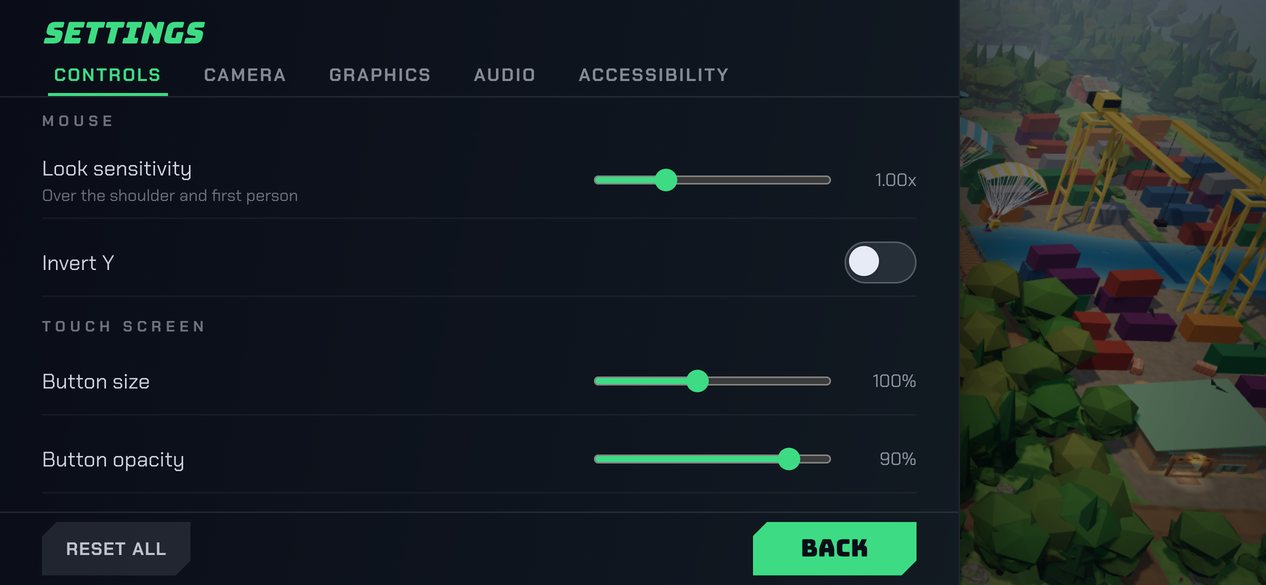 SETTINGS
CONTROLS CAMERA GRAPHICS AUDIO ACCESSIBILITY
MOUSE
Look sensitivity 1.00x
Over the shoulder and first person
Invert Y
TOUCH SCREEN
Button size 100%
Button opacity 90%
RESET ALL BACK